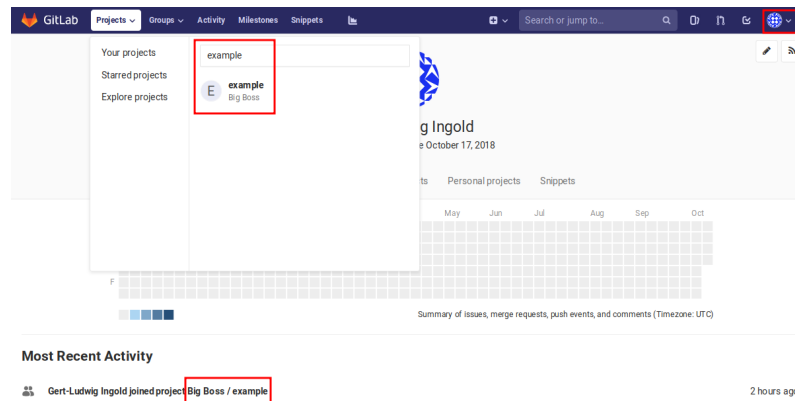 GitLab Projects Groups Activity Milestones Snippets Search or jump to...
Your projects
Starred projects
Explore projects
example
E example
Big Boss
g Ingold
e October 17, 2018
ts Personal projects Snippets
May Jun Jul Aug Sep Oct
F
Summary of issues, merge requests, push events, and comments (Timezone: UTC)
Most Recent Activity
Gert-Ludwig Ingold joined project Big Boss / example 2 hours ago